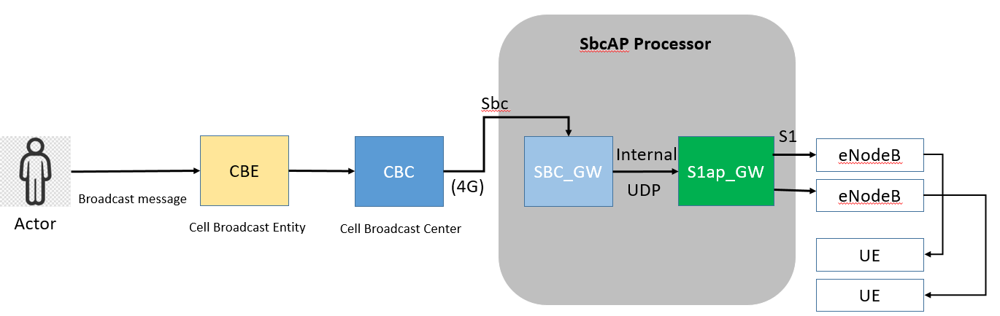 SbcAP Processor
Sbc
S1
CBE
CBC
(4G)
SBC_GW
Internal
UDP
S1ap_GW
eNodeB
eNodeB
Broadcast message
Actor
Cell Broadcast Entity
Cell Broadcast Center
UE
UE